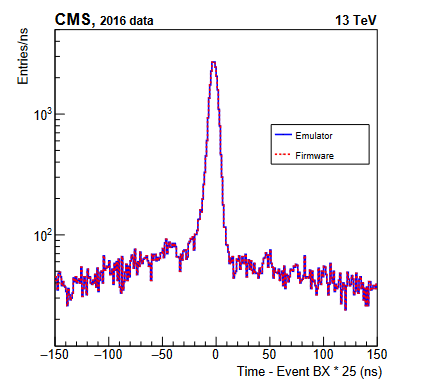 CMS, 2016 data 13 TeV
Entries/ns
10³
10²
Emulator
Firmware
−150 −100 −50 0 50 100 150
Time - Event BX * 25 (ns)